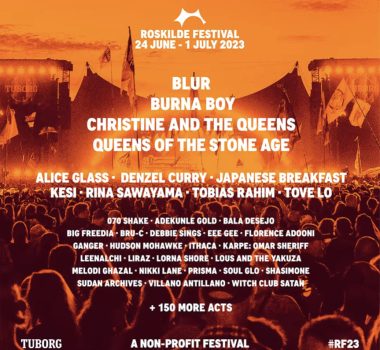 ROSKILDE FESTIVAL
24 JUNE - 1 JULY 2023
TUBORG
TUBORG
BLUR
BURNA BOY
CHRISTINE AND THE QUEENS
QUEENS OF THE STONE AGE
ALICE GLASS · DENZEL CURRY · JAPANESE BREAKFAST
KESI · RINA SAWAYAMA · TOBIAS RAHIM · TOVE LO
070 SHAKE · ADEKUNLE GOLD · BALA DESEJO
BIG FREEDIA · BRU-C · DEBBIE SINGS · EEE GEE · FLORENCE ADOONI
GANGER · HUDSON MOHAWKE · ITHACA · KARPE: OMAR SHERIFF
LEENALCHI · LIRAZ · LORNA SHORE · LOUS AND THE YAKUZA
MELODI GHAZAL · NIKKI LANE · PRISMA · SOUL GLO · SHASIMONE
SUDAN ARCHIVES · VILLANO ANTILLANO · WITCH CLUB SATAN
+ 150 MORE ACTS
TUBORG A NON-PROFIT FESTIVAL #RF23